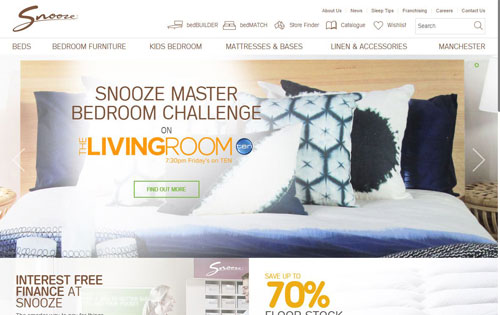 Snooze
About Us News Sleep Tips Franchising Careers Contact Us
bedBUILDER bedMATCH Store Finder Catalogue Wishlist Search
BEDS BEDROOM FURNITURE KIDS BEDROOM MATTRESSES & BASES LINEN & ACCESSORIES MANCHESTER
SNOOZE MASTER
BEDROOM CHALLENGE
ON
THE LIVINGROOM TEN
7:30pm Friday's on TEN
FIND OUT MORE
INTEREST FREE
FINANCE AT
SNOOZE
Snooze
SAVE UP TO
70%
FLOOR STOCK